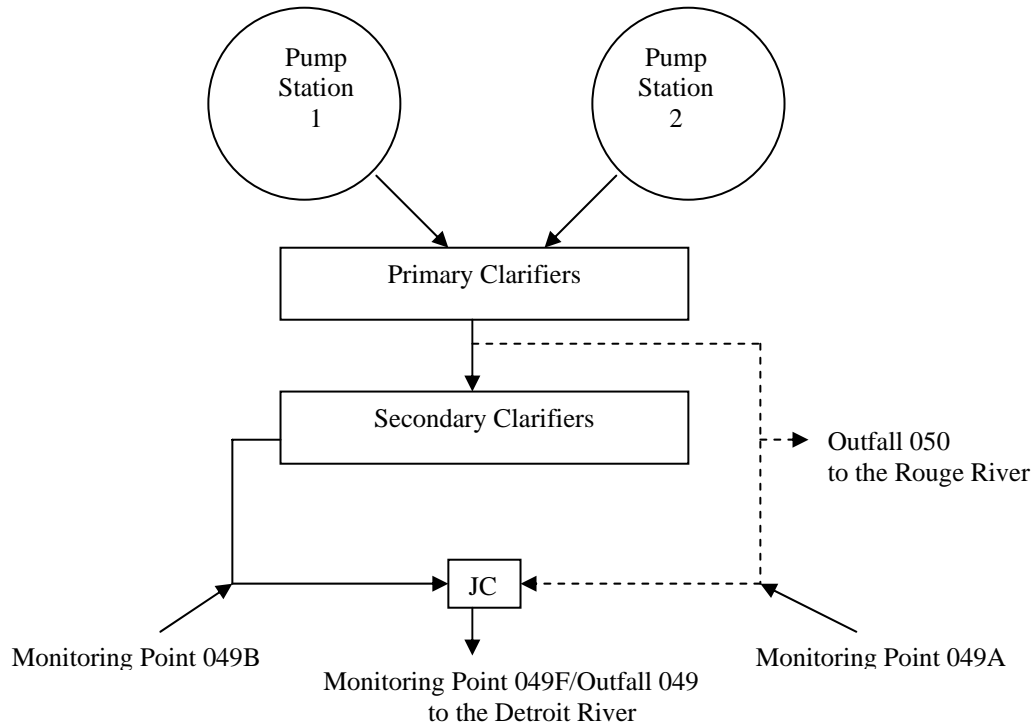 Pump
Station
1
Pump
Station
2
Primary Clarifiers
Secondary Clarifiers
Outfall 050
to the Rouge River
JC
Monitoring Point 049B
Monitoring Point 049A
Monitoring Point 049F/Outfall 049
to the Detroit River